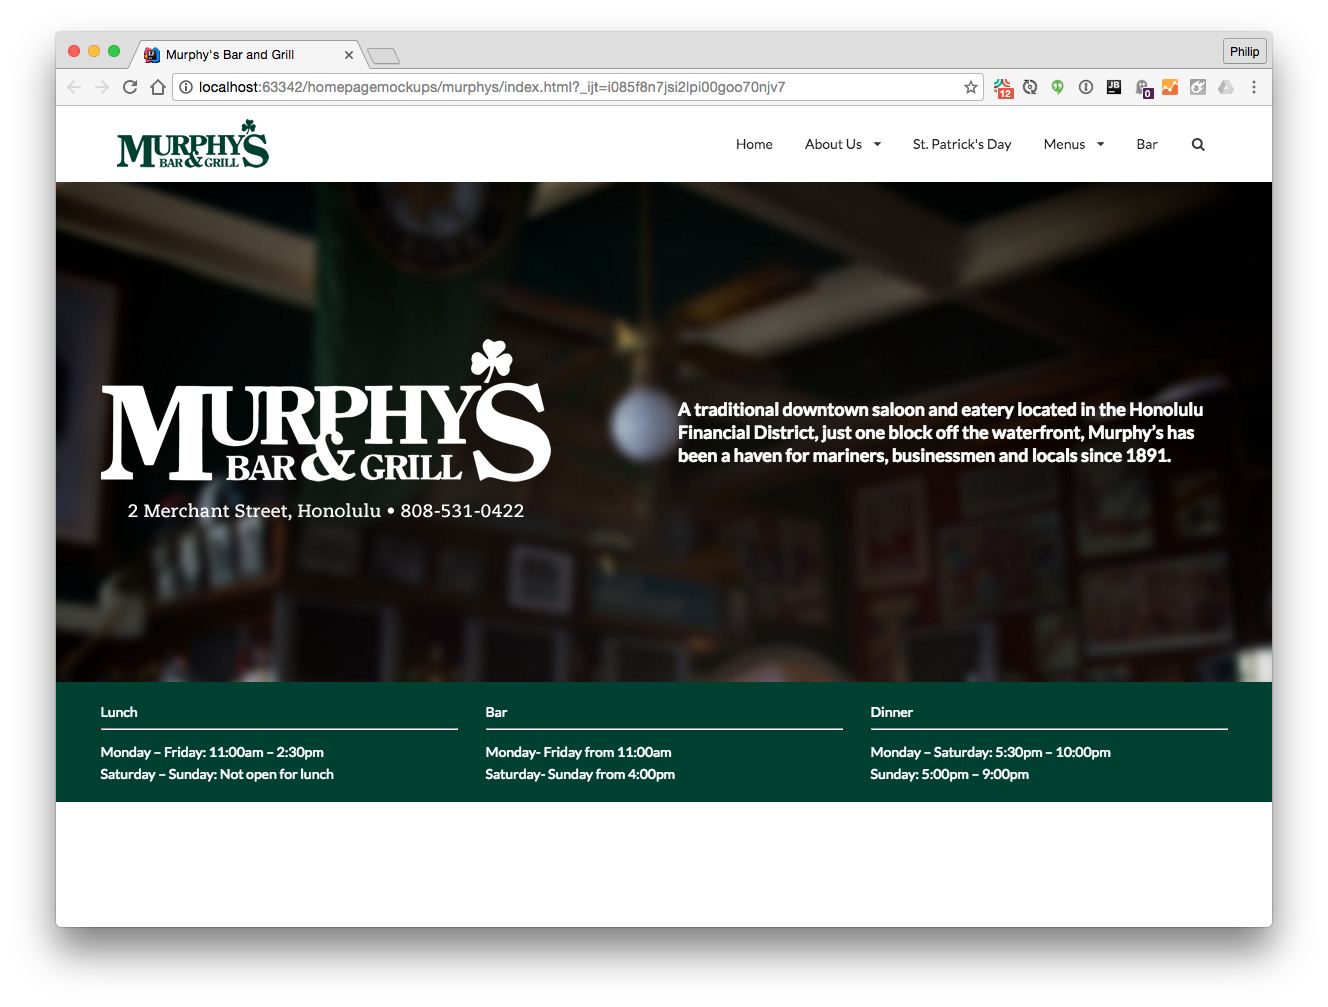 Murphy's Bar and Grill
Philip
localhost:63342/homepagemockups/murphys/index.html?_ijt=i085f8n7jsi2lpi00goo70njv7
12
JB
0
MURPHY'S
BAR & GRILL
Home About Us St. Patrick's Day Menus Bar
MURPHY'S
BAR & GRILL
2 Merchant Street, Honolulu • 808-531-0422
A traditional downtown saloon and eatery located in the Honolulu
Financial District, just one block off the waterfront, Murphy's has
been a haven for mariners, businessmen and locals since 1891.
Lunch
Monday – Friday: 11:00am – 2:30pm
Saturday – Sunday: Not open for lunch
Bar
Monday- Friday from 11:00am
Saturday- Sunday from 4:00pm
Dinner
Monday – Saturday: 5:30pm – 10:00pm
Sunday: 5:00pm – 9:00pm